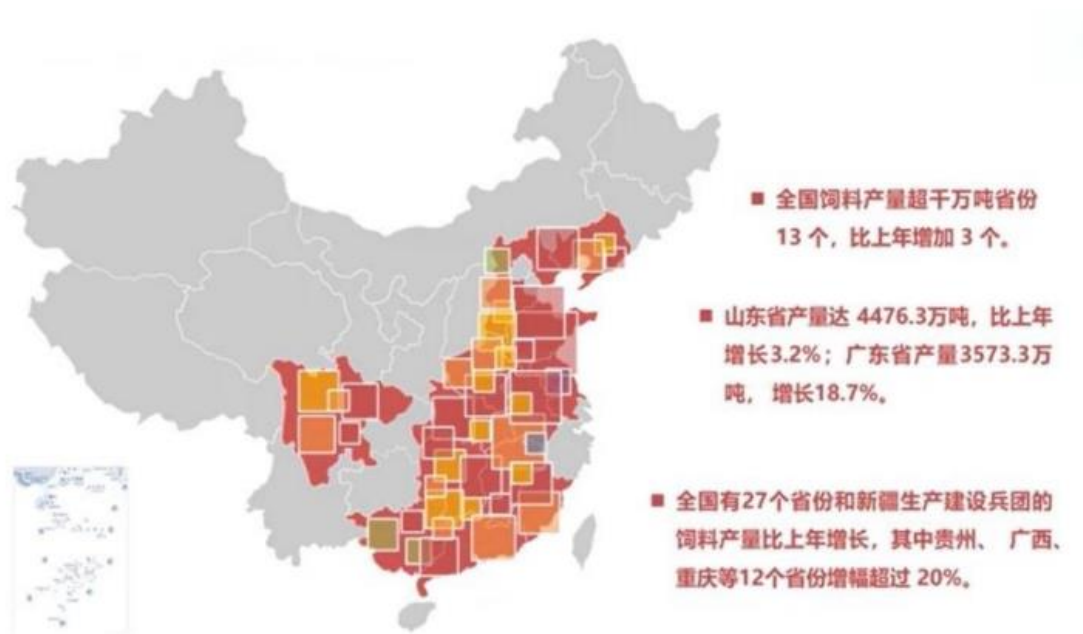 ■ 全国饲料产量超千万吨省份
13 个，比上年增加 3 个。
■ 山东省产量达 4476.3万吨，比上年
增长3.2%；广东省产量3573.3万
吨， 增长18.7%。
■ 全国有27个省份和新疆生产建设兵团的
饲料产量比上年增长，其中贵州、 广西、
重庆等12个省份增幅超过 20%。